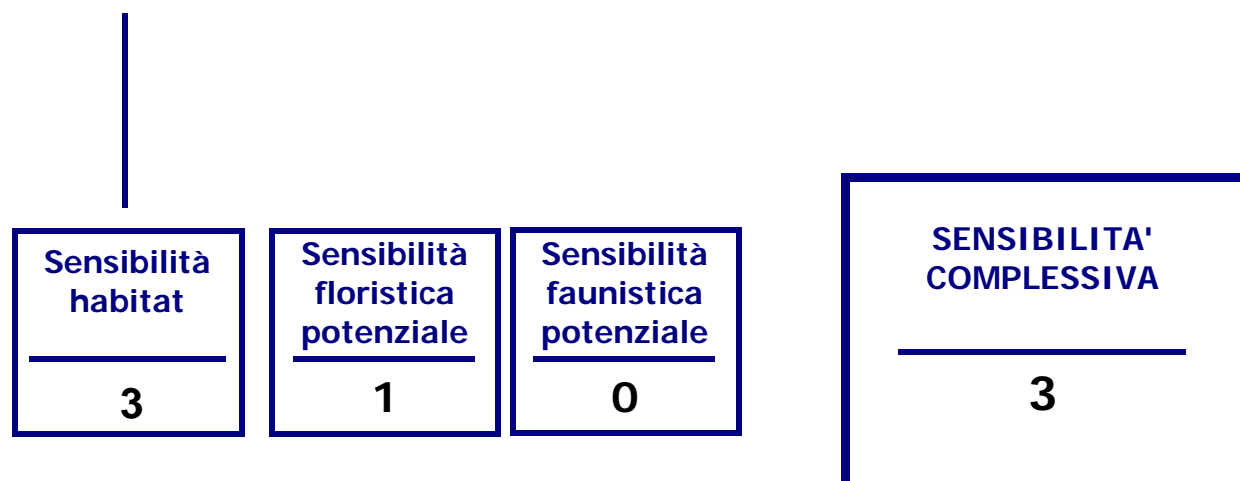 Sensibilità
habitat
3
Sensibilità
floristica
potenziale
1
Sensibilità
faunistica
potenziale
0
SENSIBILITA'
COMPLESSIVA
3